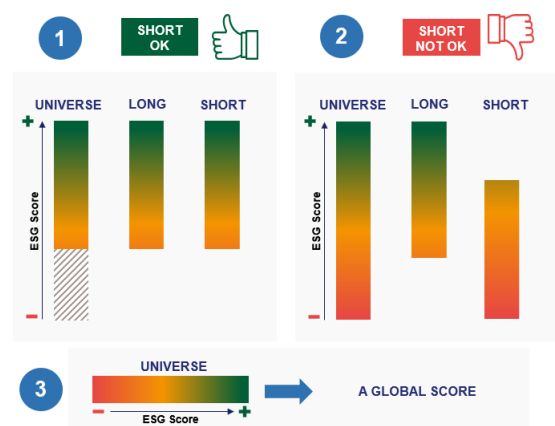 1
SHORT
OK
2
SHORT
NOT OK
UNIVERSE
LONG
SHORT
+
ESG Score
−
UNIVERSE
LONG
SHORT
+
ESG Score
−
3
UNIVERSE
− ESG Score +
A GLOBAL SCORE